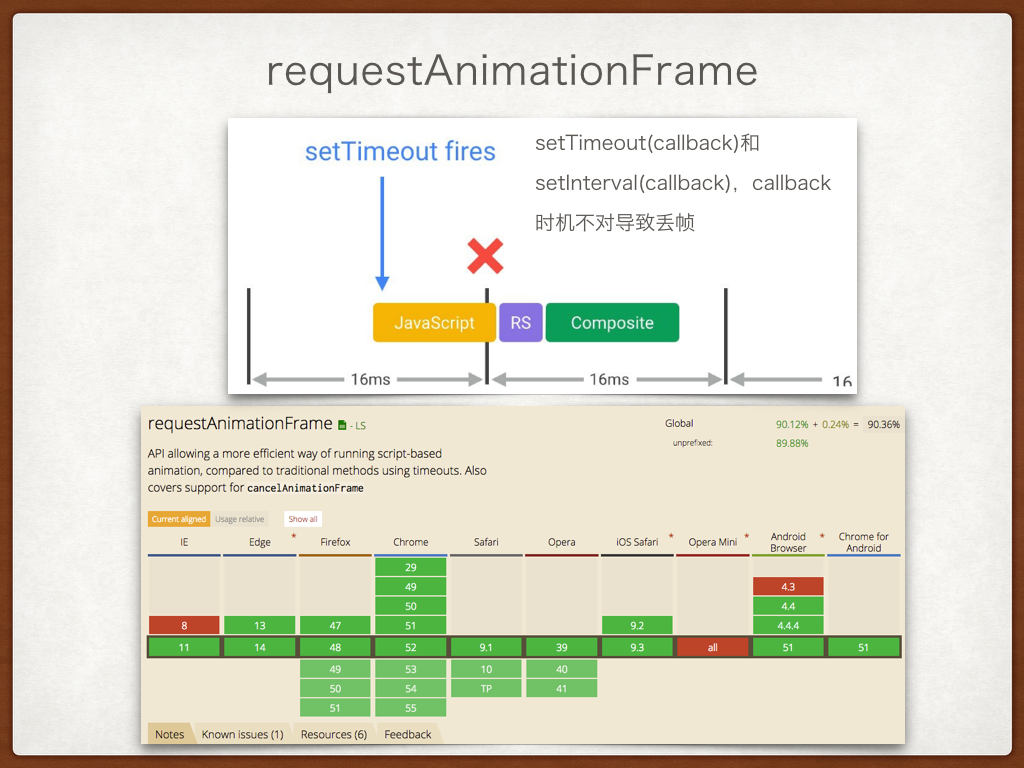 requestAnimationFrame
setTimeout fires
setTimeout(callback)和
setInterval(callback)，callback
时机不对导致丢帧
JavaScript RS Composite
16ms 16ms 16
requestAnimationFrame - LS
Global 90.12% + 0.24% = 90.36%
unprefixed: 89.88%
API allowing a more efficient way of running script-based
animation, compared to traditional methods using timeouts. Also
covers support for cancelAnimationFrame
Current aligned Usage relative Show all
IE Edge * Firefox Chrome Safari Opera iOS Safari * Opera Mini * Android Browser * Chrome for Android
29
49 4.3
50 4.4
8 13 47 51 9.2 4.4.4
11 14 48 52 9.1 39 9.3 all 51 51
49 53 10 40
50 54 TP 41
51 55
Notes Known issues (1) Resources (6) Feedback